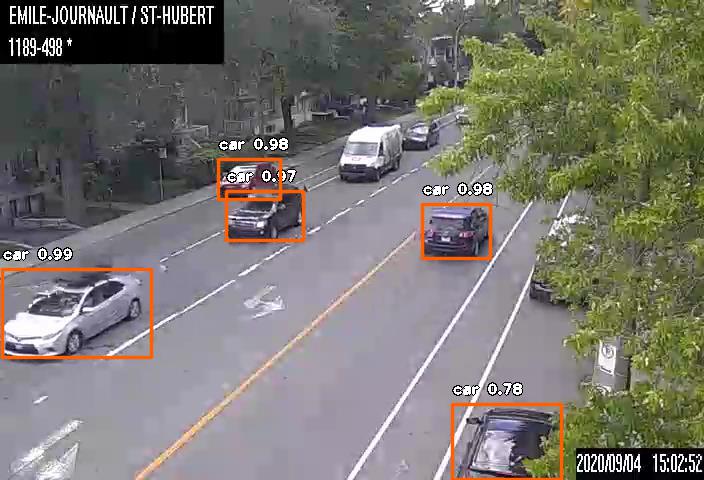 EMILE-JOURNAULT / ST-HUBERT
1189-498 *
car 0.98
car 0.97
car 0.98
car 0.99
car 0.78
2020/09/04 15:02:52